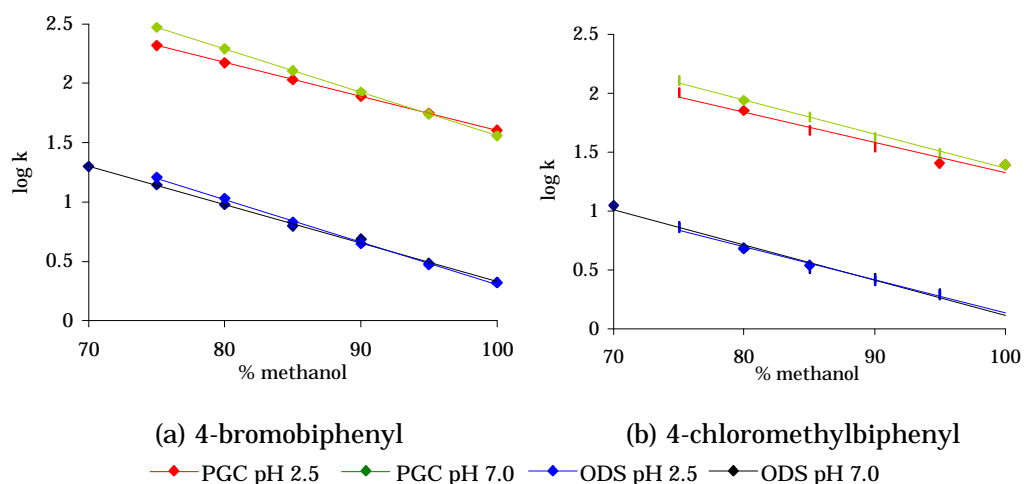 2.5
2
1.5
1
0.5
0
log k
70
80
90
100
% methanol
2.5
2
1.5
1
0.5
0
log k
70
80
90
100
% methanol
(a) 4-bromobiphenyl
(b) 4-chloromethylbiphenyl
PGC pH 2.5 PGC pH 7.0 ODS pH 2.5 ODS pH 7.0